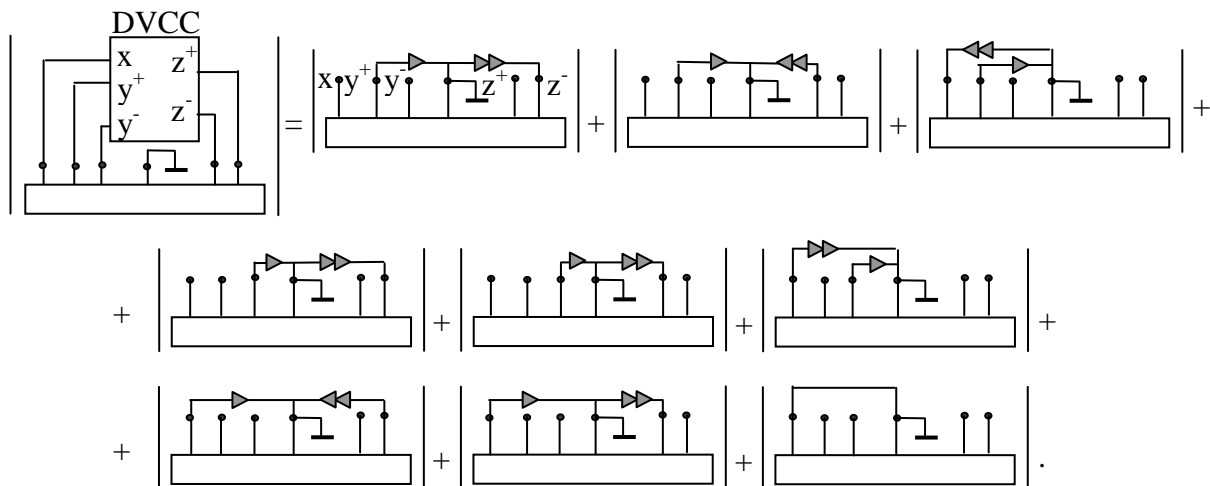 DVCC
x
y⁺
y⁻
z⁺
z⁻
=
x y⁺ y⁻ z⁺ z⁻
+
+
+
+
+
+
+
+
+
+
.